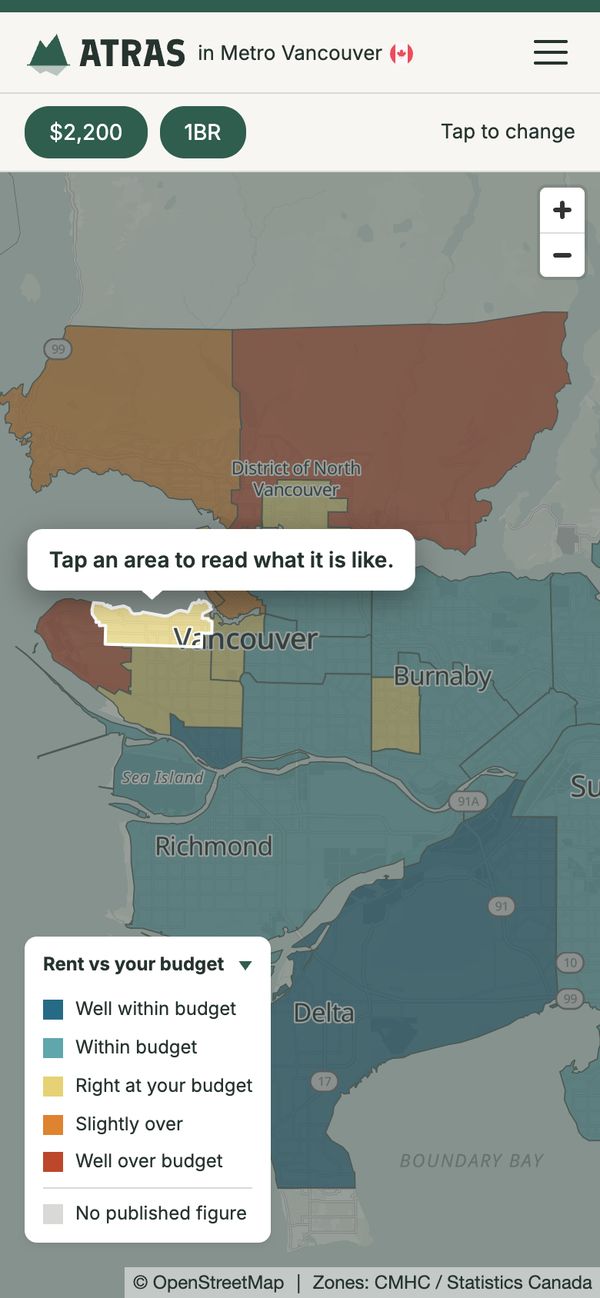 ATRAS in Metro Vancouver
$2,200 1BR Tap to change
+
−
99
District of North
Vancouver
Tap an area to read what it is like.
Vancouver
Burnaby
Sea Island
91A
Su
Richmond
91
Rent vs your budget
Well within budget
Within budget
Right at your budget
Slightly over
Well over budget
No published figure
10
99
Delta
17
BOUNDARY BAY
© OpenStreetMap | Zones: CMHC / Statistics Canada